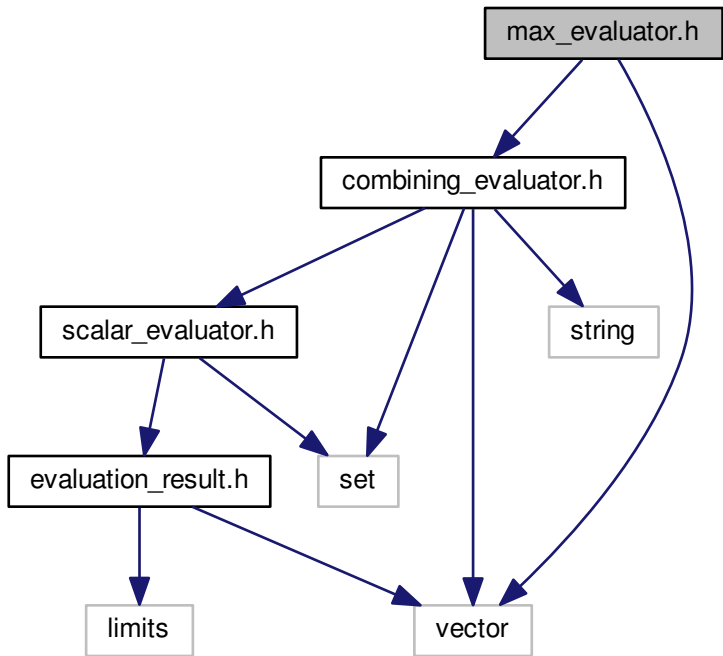 max_evaluator.h
combining_evaluator.h
scalar_evaluator.h
string
evaluation_result.h
set
limits
vector